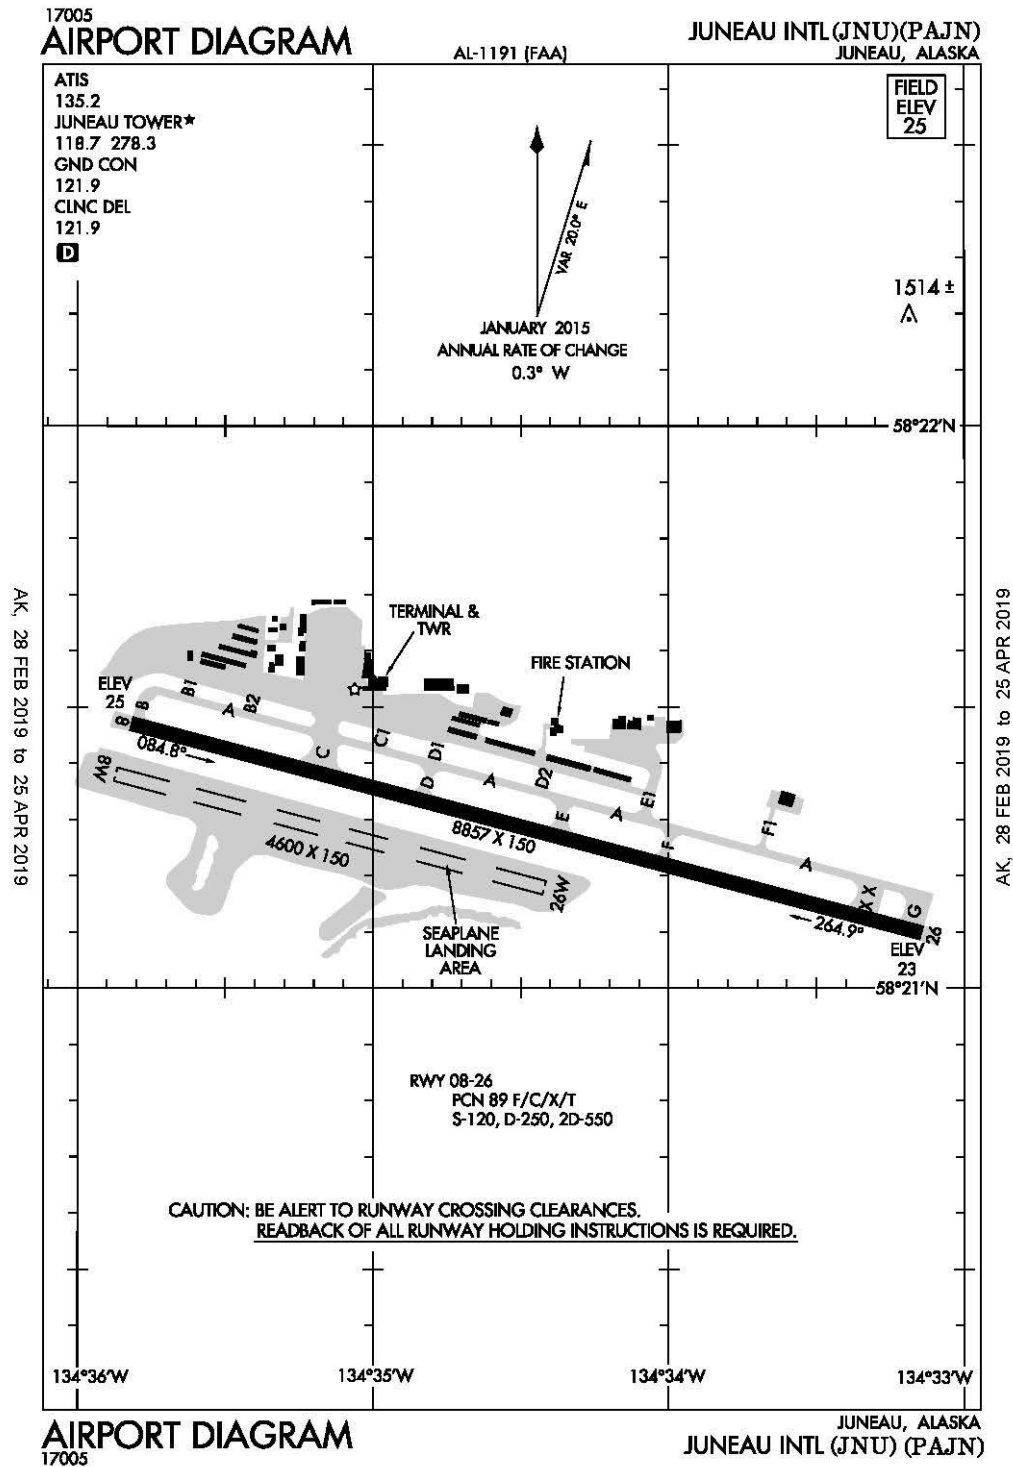 17005
AIRPORT DIAGRAM
AL-1191 (FAA)
JUNEAU INTL (JNU)(PAJN)
JUNEAU, ALASKA
ATIS
135.2
JUNEAU TOWER★
118.7 278.3
GND CON
121.9
CLNC DEL
121.9
D
FIELD
ELEV
25
VAR 20.0° E
JANUARY 2015
ANNUAL RATE OF CHANGE
0.3° W
1514 ±
58°22'N
AK, 28 FEB 2019 to 25 APR 2019
AK, 28 FEB 2019 to 25 APR 2019
TERMINAL &
TWR
FIRE STATION
ELEV
25
8
B
B1
A
B2
C
C1
D1
D
A
D2
E
A
E1
F
F1
A
X X
G
26
084.8°
8W
4600 X 150
8857 X 150
26W
264.9°
SEAPLANE
LANDING
AREA
ELEV
23
58°21'N
RWY 08-26
PCN 89 F/C/X/T
S-120, D-250, 2D-550
CAUTION: BE ALERT TO RUNWAY CROSSING CLEARANCES.
READBACK OF ALL RUNWAY HOLDING INSTRUCTIONS IS REQUIRED.
134°36'W
134°35'W
134°34'W
134°33'W
AIRPORT DIAGRAM
17005
JUNEAU, ALASKA
JUNEAU INTL (JNU) (PAJN)